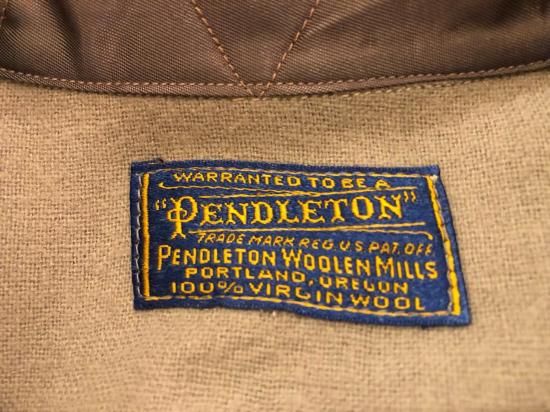 WARRANTED TO BE A
"PENDLETON"
TRADE MARK REG. U.S. PAT. OFF.
PENDLETON WOOLEN MILLS
PORTLAND, OREGON
100% VIRGIN WOOL